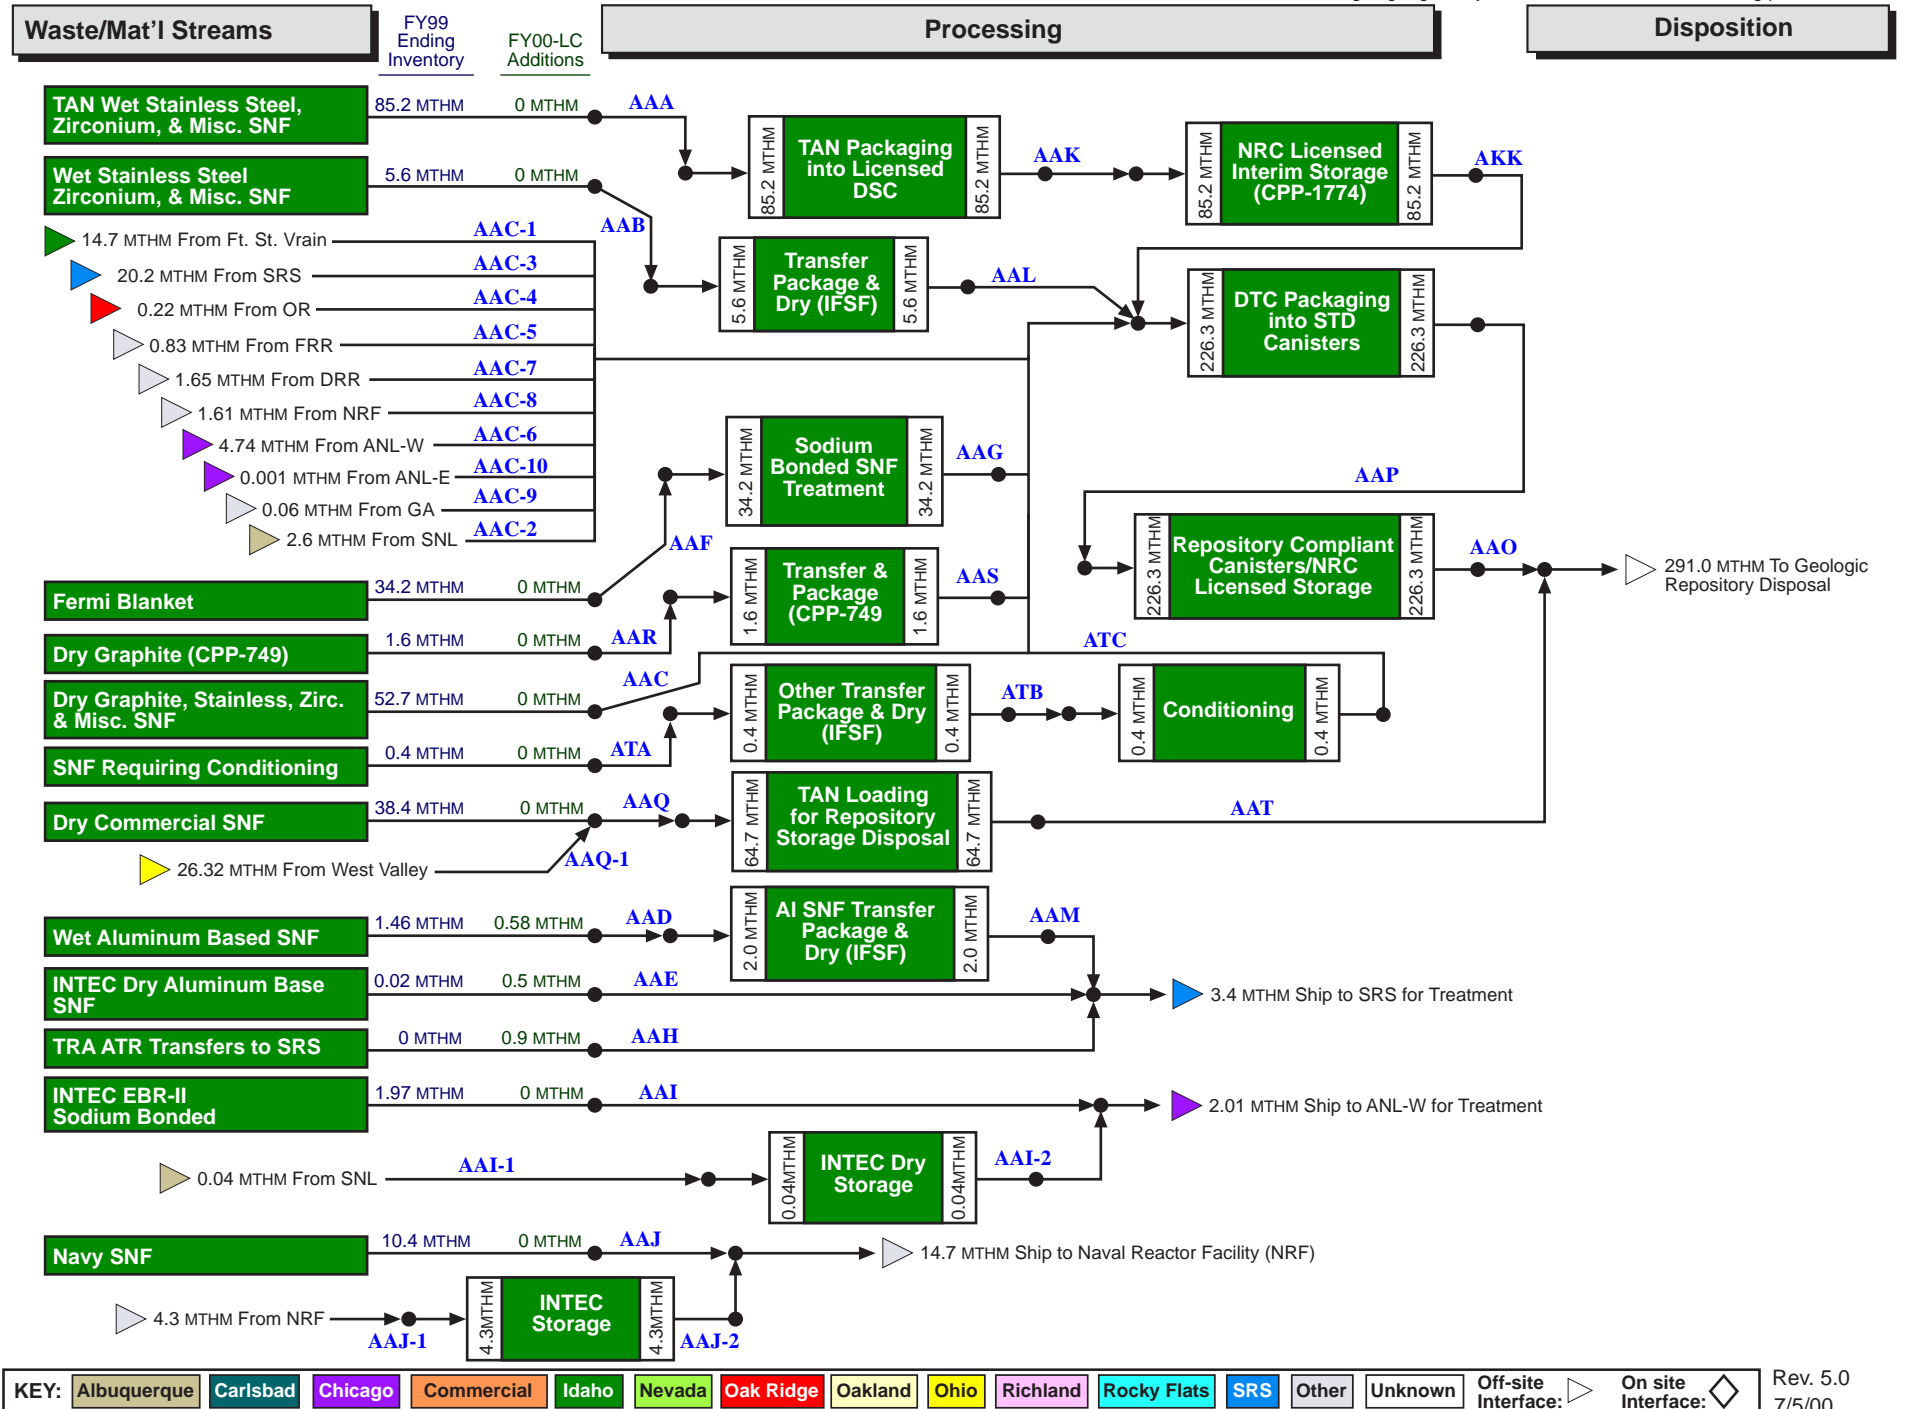 Waste/Mat'l Streams
FY99
Ending
Inventory
FY00-LC
Additions
Processing
Disposition
TAN Wet Stainless Steel,
Zirconium, & Misc. SNF
85.2 MTHM
0 MTHM
AAA
85.2 MTHM
TAN Packaging
into Licensed
DSC
85.2 MTHM
AAK
85.2 MTHM
NRC Licensed
Interim Storage
(CPP-1774)
85.2 MTHM
AKK
Wet Stainless Steel
Zirconium, & Misc. SNF
5.6 MTHM
0 MTHM
AAB
5.6 MTHM
Transfer
Package &
Dry (IFSF)
5.6 MTHM
AAL
226.3 MTHM
DTC Packaging
into STD
Canisters
226.3 MTHM
14.7 MTHM From Ft. St. Vrain
AAC-1
20.2 MTHM From SRS
AAC-3
0.22 MTHM From OR
AAC-4
0.83 MTHM From FRR
AAC-5
1.65 MTHM From DRR
AAC-7
1.61 MTHM From NRF
AAC-8
4.74 MTHM From ANL-W
AAC-6
0.001 MTHM From ANL-E
AAC-10
0.06 MTHM From GA
AAC-9
2.6 MTHM From SNL
AAC-2
34.2 MTHM
Sodium
Bonded SNF
Treatment
34.2 MTHM
AAG
AAP
AAF
226.3 MTHM
Repository Compliant
Canisters/NRC
Licensed Storage
226.3 MTHM
AAO
291.0 MTHM To Geologic
Repository Disposal
Fermi Blanket
34.2 MTHM
0 MTHM
1.6 MTHM
Transfer &
Package
(CPP-749
1.6 MTHM
AAS
Dry Graphite (CPP-749)
1.6 MTHM
0 MTHM
AAR
ATC
Dry Graphite, Stainless, Zirc.
& Misc. SNF
52.7 MTHM
0 MTHM
AAC
0.4 MTHM
Other Transfer
Package & Dry
(IFSF)
0.4 MTHM
ATB
0.4 MTHM
Conditioning
0.4 MTHM
SNF Requiring Conditioning
0.4 MTHM
0 MTHM
ATA
Dry Commercial SNF
38.4 MTHM
0 MTHM
AAQ
64.7 MTHM
TAN Loading
for Repository
Storage Disposal
64.7 MTHM
AAT
26.32 MTHM From West Valley
AAQ-1
Wet Aluminum Based SNF
1.46 MTHM
0.58 MTHM
AAD
2.0 MTHM
Al SNF Transfer
Package &
Dry (IFSF)
2.0 MTHM
AAM
INTEC Dry Aluminum Base
SNF
0.02 MTHM
0.5 MTHM
AAE
3.4 MTHM Ship to SRS for Treatment
TRA ATR Transfers to SRS
0 MTHM
0.9 MTHM
AAH
INTEC EBR-II
Sodium Bonded
1.97 MTHM
0 MTHM
AAI
2.01 MTHM Ship to ANL-W for Treatment
0.04 MTHM From SNL
AAI-1
0.04MTHM
INTEC Dry
Storage
0.04MTHM
AAI-2
Navy SNF
10.4 MTHM
0 MTHM
AAJ
14.7 MTHM Ship to Naval Reactor Facility (NRF)
4.3 MTHM From NRF
AAJ-1
4.3MTHM
INTEC
Storage
4.3MTHM
AAJ-2
KEY: Albuquerque Carlsbad Chicago Commercial Idaho Nevada Oak Ridge Oakland Ohio Richland Rocky Flats SRS Other Unknown
Off-site
Interface:
On site
Interface:
Rev. 5.0
7/5/00